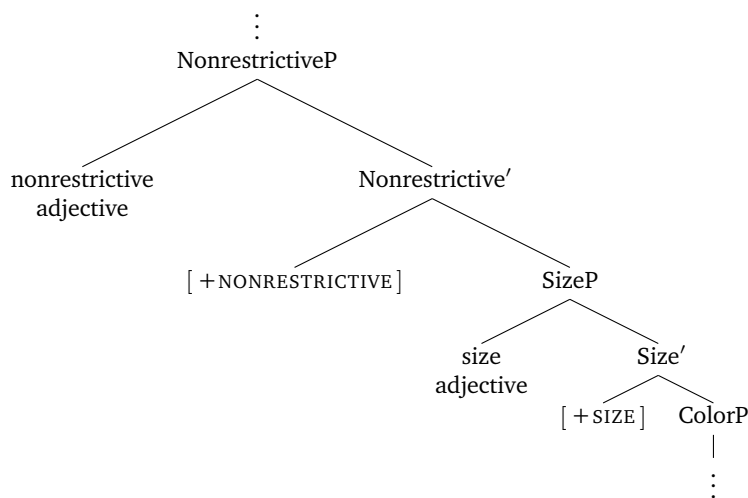 ⋮
NonrestrictiveP
nonrestrictive
adjective
Nonrestrictive′
[ +NONRESTRICTIVE ]
SizeP
size
adjective
Size′
[ +SIZE ]
ColorP
⋮